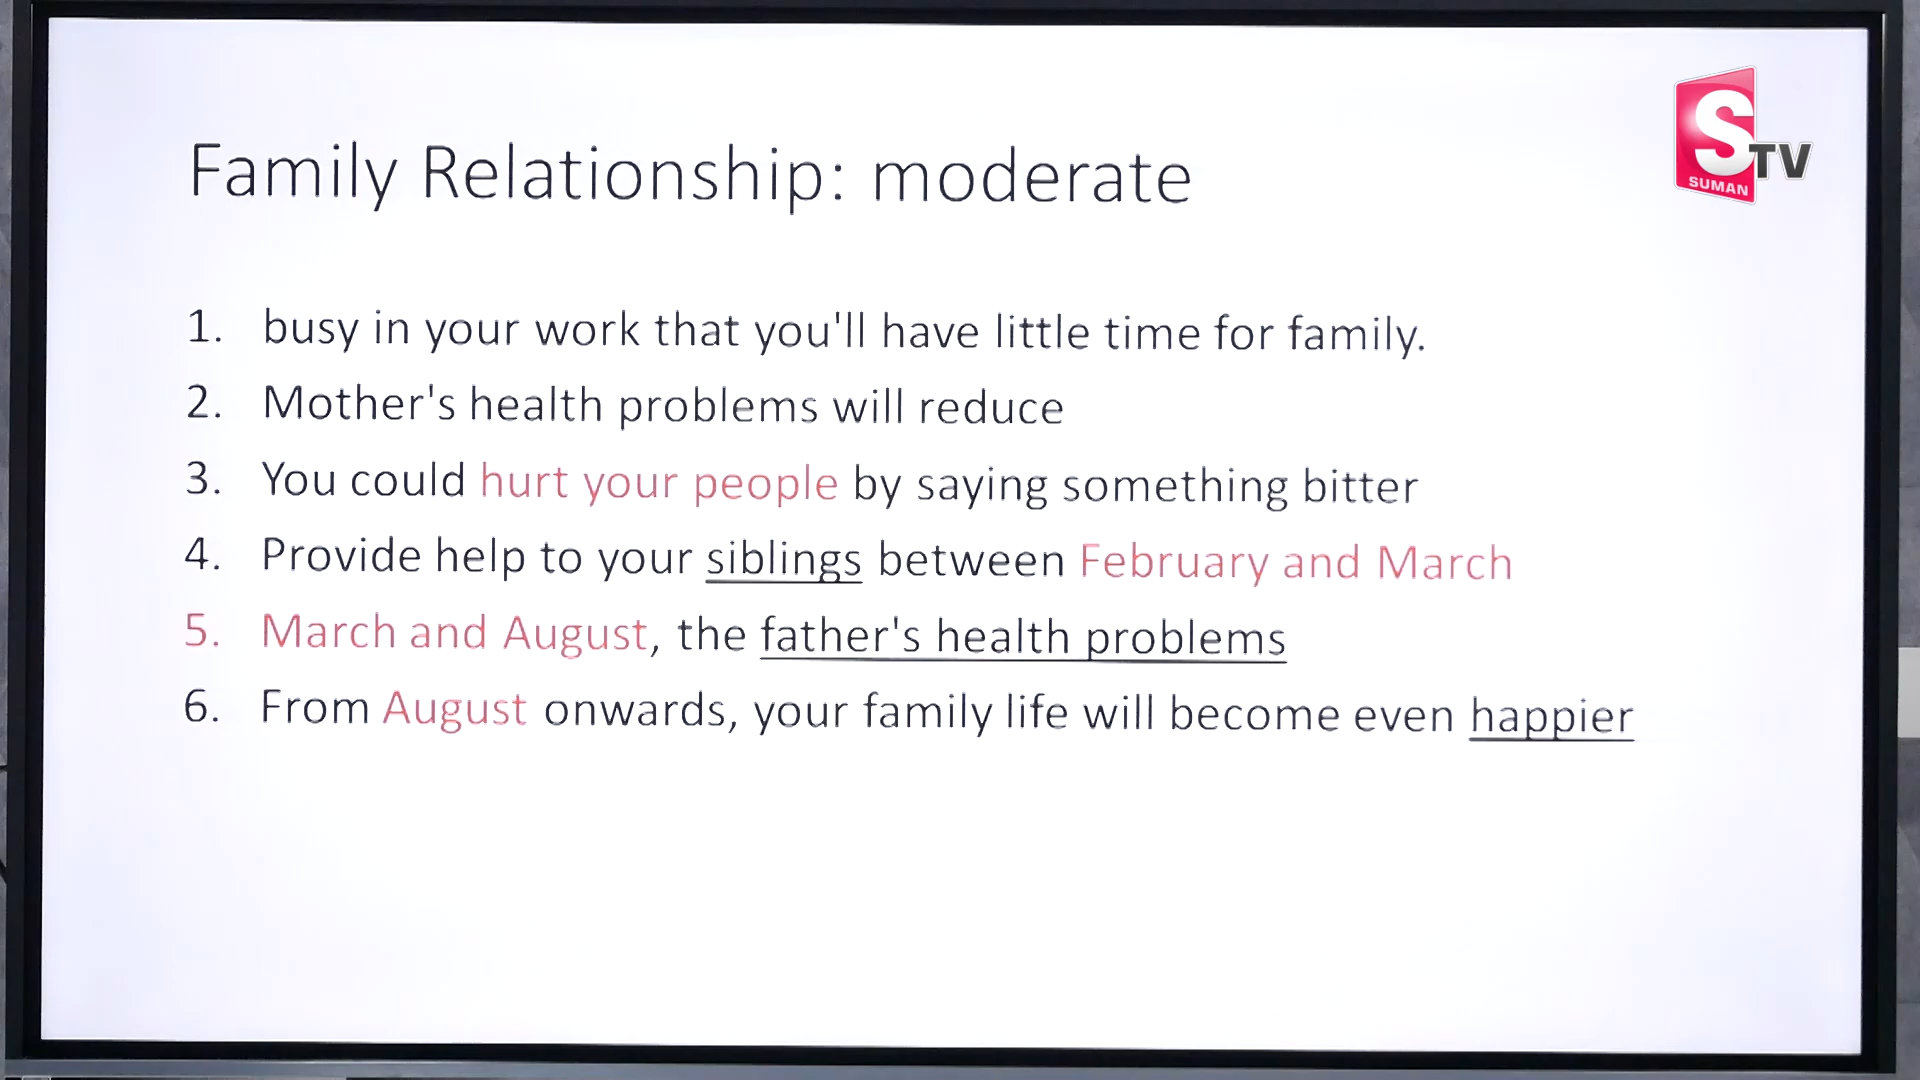 Family Relationship: moderate
S TV
SUMAN
1. busy in your work that you'll have little time for family.
2. Mother's health problems will reduce
3. You could hurt your people by saying something bitter
4. Provide help to your siblings between February and March
5. March and August, the father's health problems
6. From August onwards, your family life will become even happier